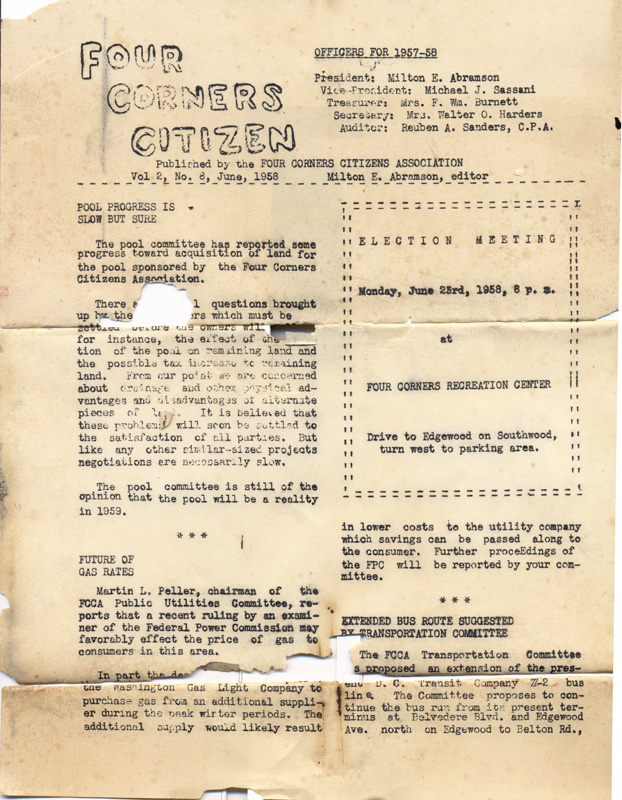 FOUR
CORNERS
CITIZEN
OFFICERS FOR 1957-58
President: Milton E. Abramson
Vice-President: Michael J. Sassani
Treasurer: Mrs. F. Wm. Burnett
Secretary: Mrs. Walter O. Harders
Auditor: Reuben A. Sanders, C.P.A.
Published by the FOUR CORNERS CITIZENS ASSOCIATION
Vol 2, No. 8, June, 1958 Milton E. Abramson, editor
POOL PROGRESS IS
SLOW BUT SURE
The pool committee has reported some
progress toward acquisition of land for
the pool sponsored by the Four Corners
Citizens Association.
There questions brought
up by the which must be
settled before the owners will
for instance, the effect of the
tion of the pool on remaining land and
the possible tax increase to remaining
land. From our point we are concerned
about drainage and other physical ad-
vantages and disadvantages of alternate
pieces of It is believed that
these problems will soon be settled to
the satisfaction of all parties. But
like any other similar-sized projects
negotiations are necessarily slow.
The pool committee is still of the
opinion that the pool will be a reality
in 1959.
* * *
FUTURE OF
GAS RATES
Martin L. Peller, chairman of the
FCCA Public Utilities Committee, re-
ports that a recent ruling by an exami-
ner of the Federal Power Commission may
favorably effect the price of gas to
consumers in this area.
In part the
the Washington Gas Light Company to
purchase gas from an additional suppli-
er during the peak winter periods. The
additional supply would likely result
ELECTION MEETING
Monday, June 23rd, 1958, 8 p. m.
at
FOUR CORNERS RECREATION CENTER
Drive to Edgewood on Southwood,
turn west to parking area.
in lower costs to the utility company
which savings can be passed along to
the consumer. Further proceEdings of
the FPC will be reported by your com-
mittee.
* * *
EXTENDED BUS ROUTE SUGGESTED
BY TRANSPORTATION COMMITTEE
The FCCA Transportation Committee
s proposed an extension of the pres-
ent D. C. Transit Company Z-2 bus
line. The Committee proposes to con-
tinue the bus run from its present ter-
minus at Belvedere Blvd. and Edgewood
Ave. north on Edgewood to Belton Rd.,